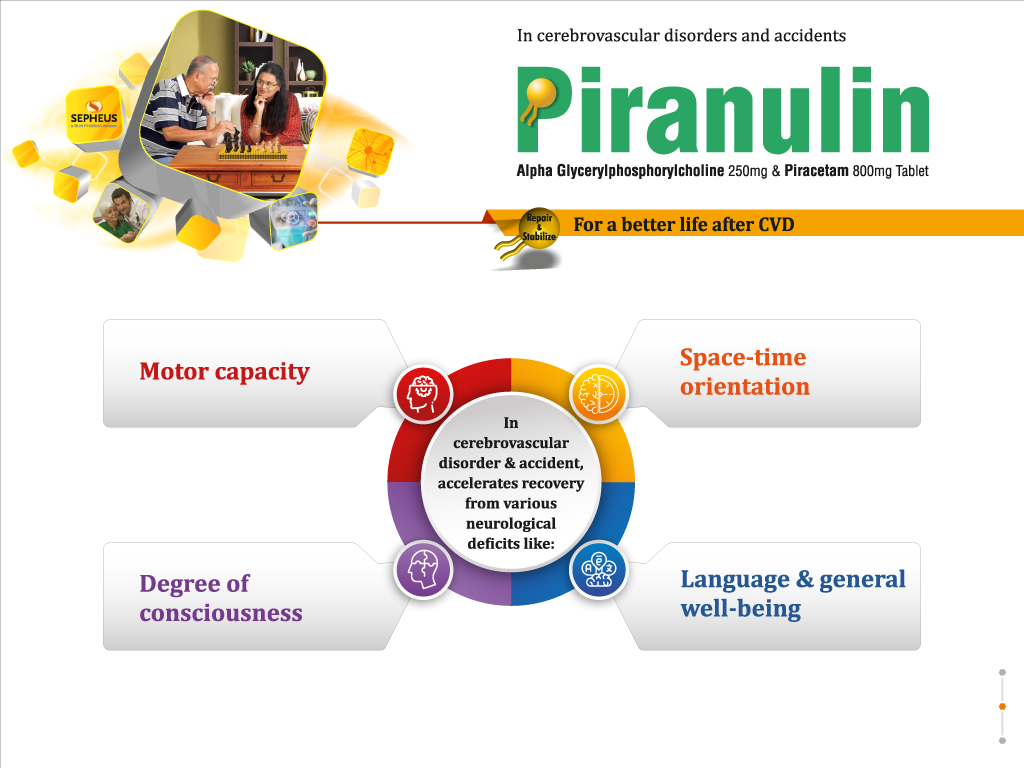 SEPHEUS
In cerebrovascular disorders and accidents
Piranulin
Alpha Glycerylphosphorylcholine 250mg & Piracetam 800mg Tablet
Repair
&
Stabilize
For a better life after CVD
Motor capacity
Space-time
orientation
In
cerebrovascular
disorder & accident,
accelerates recovery
from various
neurological
deficits like:
Degree of
consciousness
Language & general
well-being